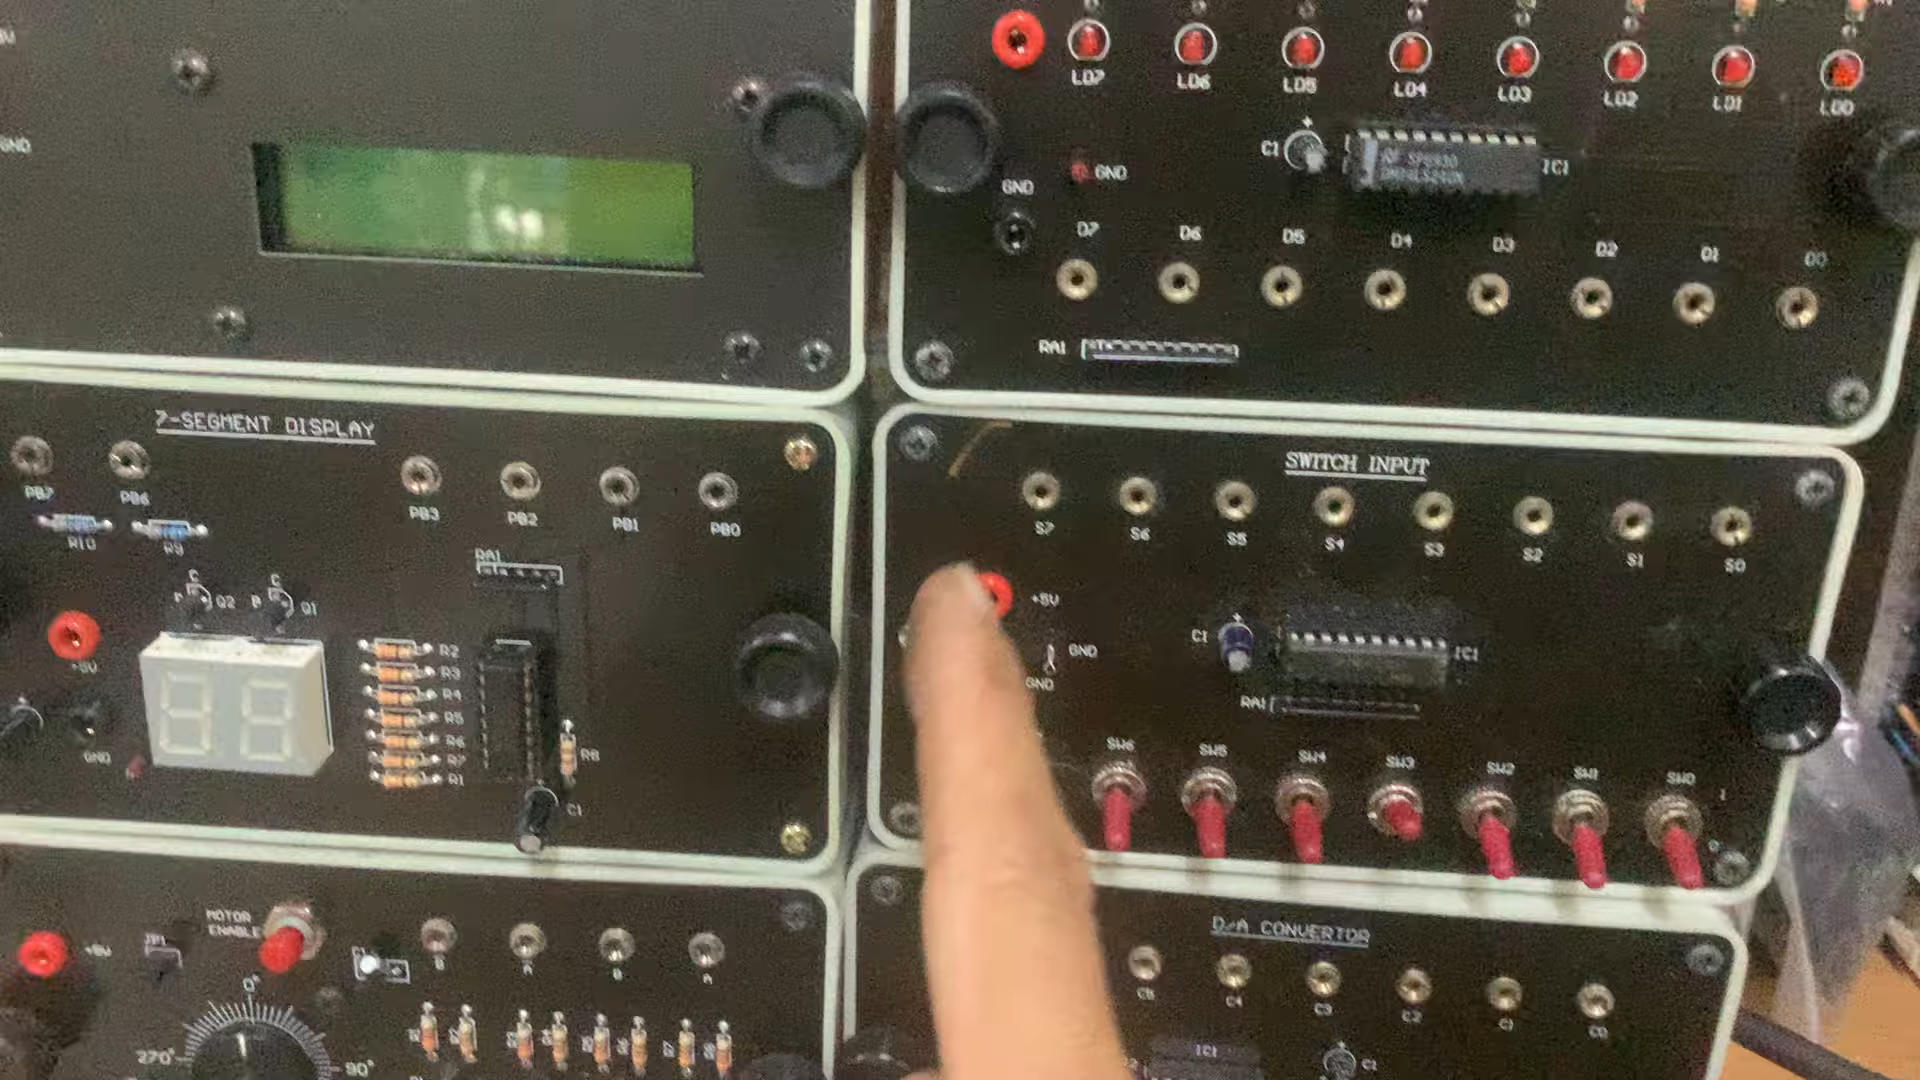 GND
LD7 LD6 LD5 LD4 LD3 LD2 LD1 LD0
C1 + IC1
GND
GND
D7 D6 D5 D4 D3 D2 D1 D0
RA1
7-SEGMENT DISPLAY
PB7 PB6 PB3 PB2 PB1 PB0
R10 R9
RA1
C Q2 C B Q1
+5V
GND
R2
R3
R4
R5
R6
R7
R1
R8
C1
SWITCH INPUT
S7 S6 S5 S4 S3 S2 S1 S0
+5V
GND
GND
C1 + IC1
RA1
SW6 SW5 SW4 SW3 SW2 SW1 SW0
1
MOTOR
ENABLE
+5V JP1
B A B A
0°
270° 90°
D/A CONVERTOR
C5 C4 C3 C2 C1 C0
IC1 C1